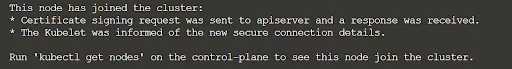 This node has joined the cluster:
* Certificate signing request was sent to apiserver and a response was received.
* The Kubelet was informed of the new secure connection details.
Run 'kubectl get nodes' on the control-plane to see this node join the cluster.